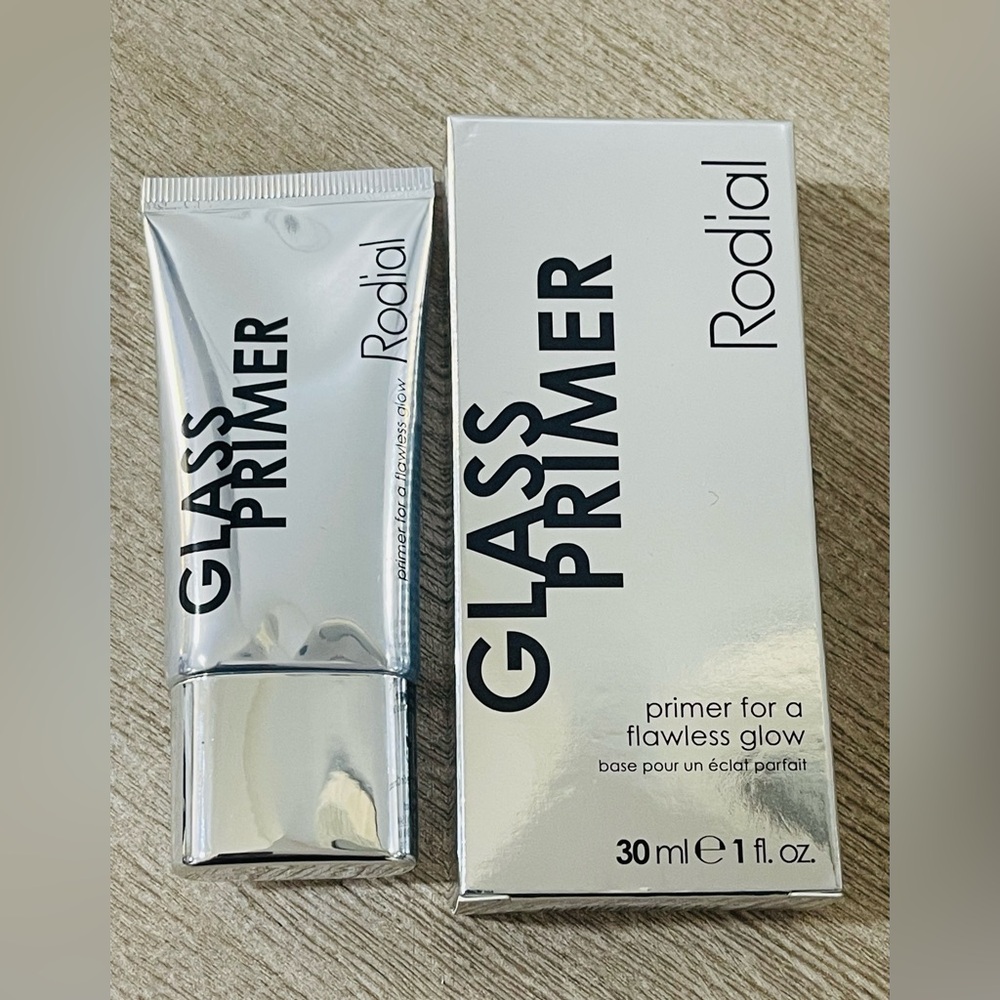 GLASS
PRIMER
primer for a flawless glow
Rodial
GLASS
PRIMER
Rodial
primer for a
flawless glow
base pour un éclat parfait
30 ml ℮ 1 fl. oz.